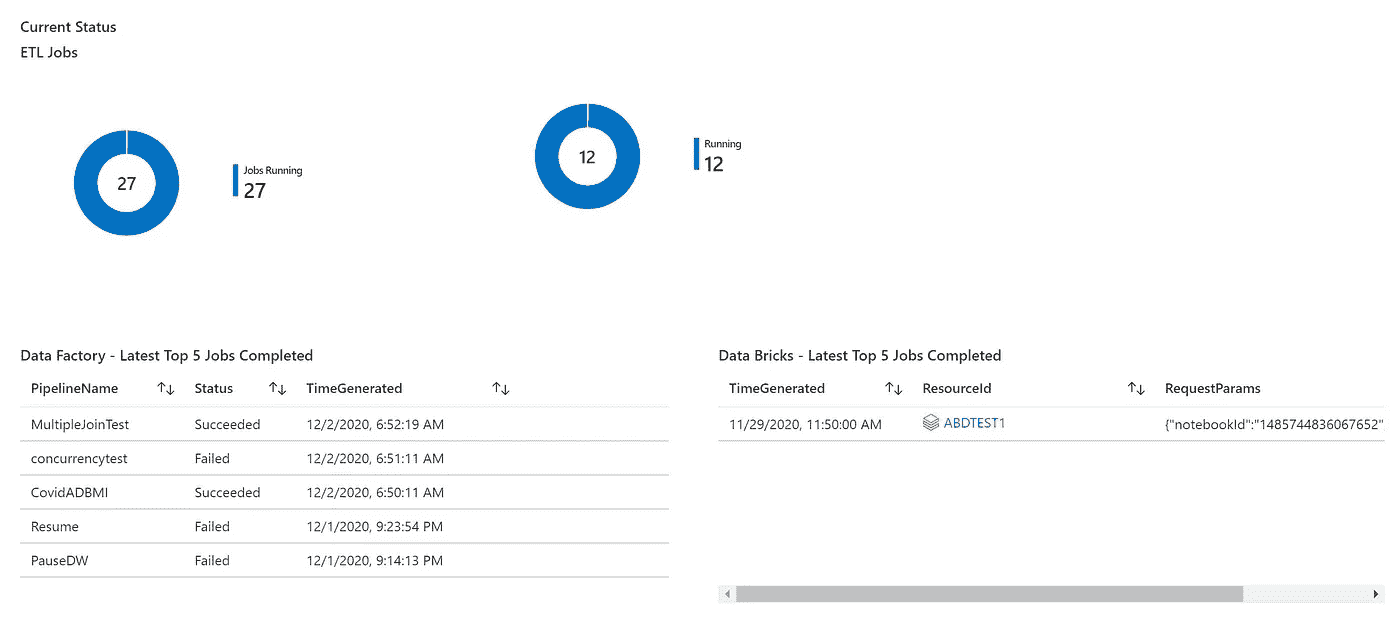 Current Status
ETL Jobs
27
Jobs Running
27
12
Running
12
Data Factory - Latest Top 5 Jobs Completed
PipelineName Status TimeGenerated
MultipleJoinTest Succeeded 12/2/2020, 6:52:19 AM
concurrencytest Failed 12/2/2020, 6:51:11 AM
CovidADBMI Succeeded 12/2/2020, 6:50:11 AM
Resume Failed 12/1/2020, 9:23:54 PM
PauseDW Failed 12/1/2020, 9:14:13 PM
Data Bricks - Latest Top 5 Jobs Completed
TimeGenerated ResourceId RequestParams
11/29/2020, 11:50:00 AM ABDTEST1 {"notebookId":"1485744836067652"